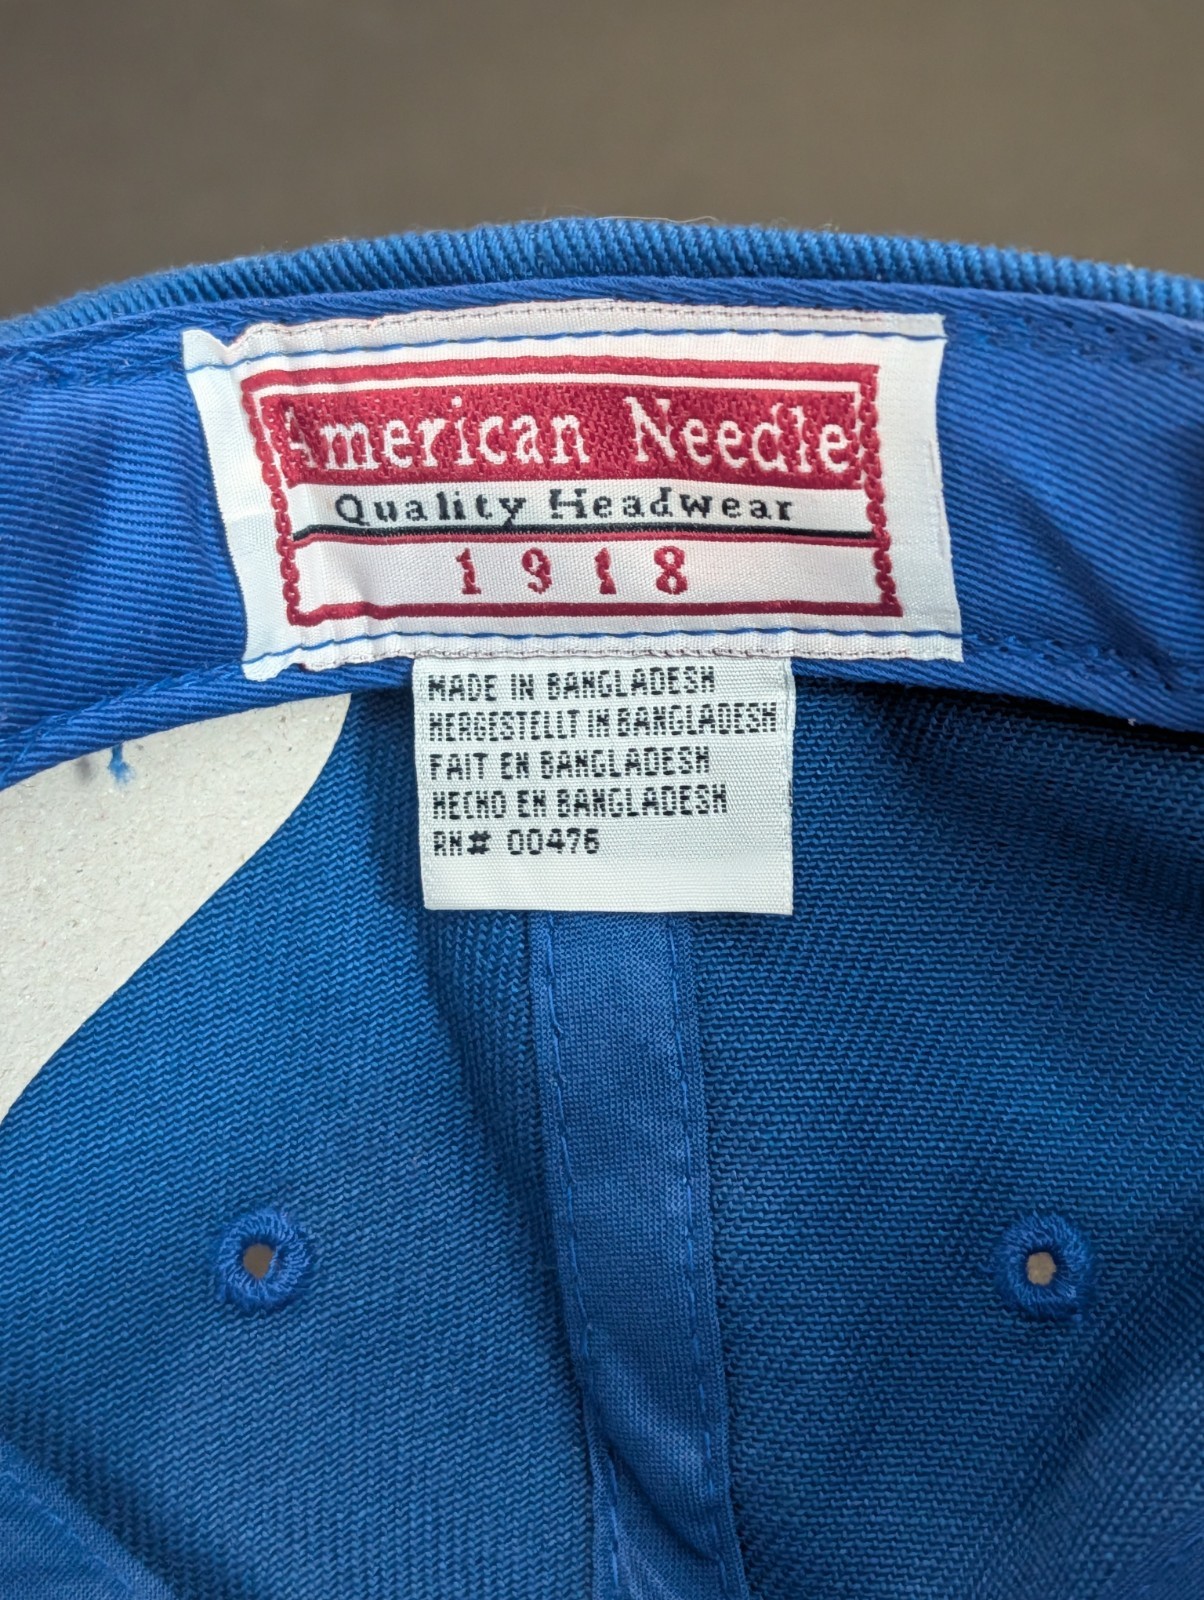 American Needle
Quality Headwear
1918
MADE IN BANGLADESH
HERGESTELLT IN BANGLADESH
FAIT EN BANGLADESH
HECHO EN BANGLADESH
RN# 00476